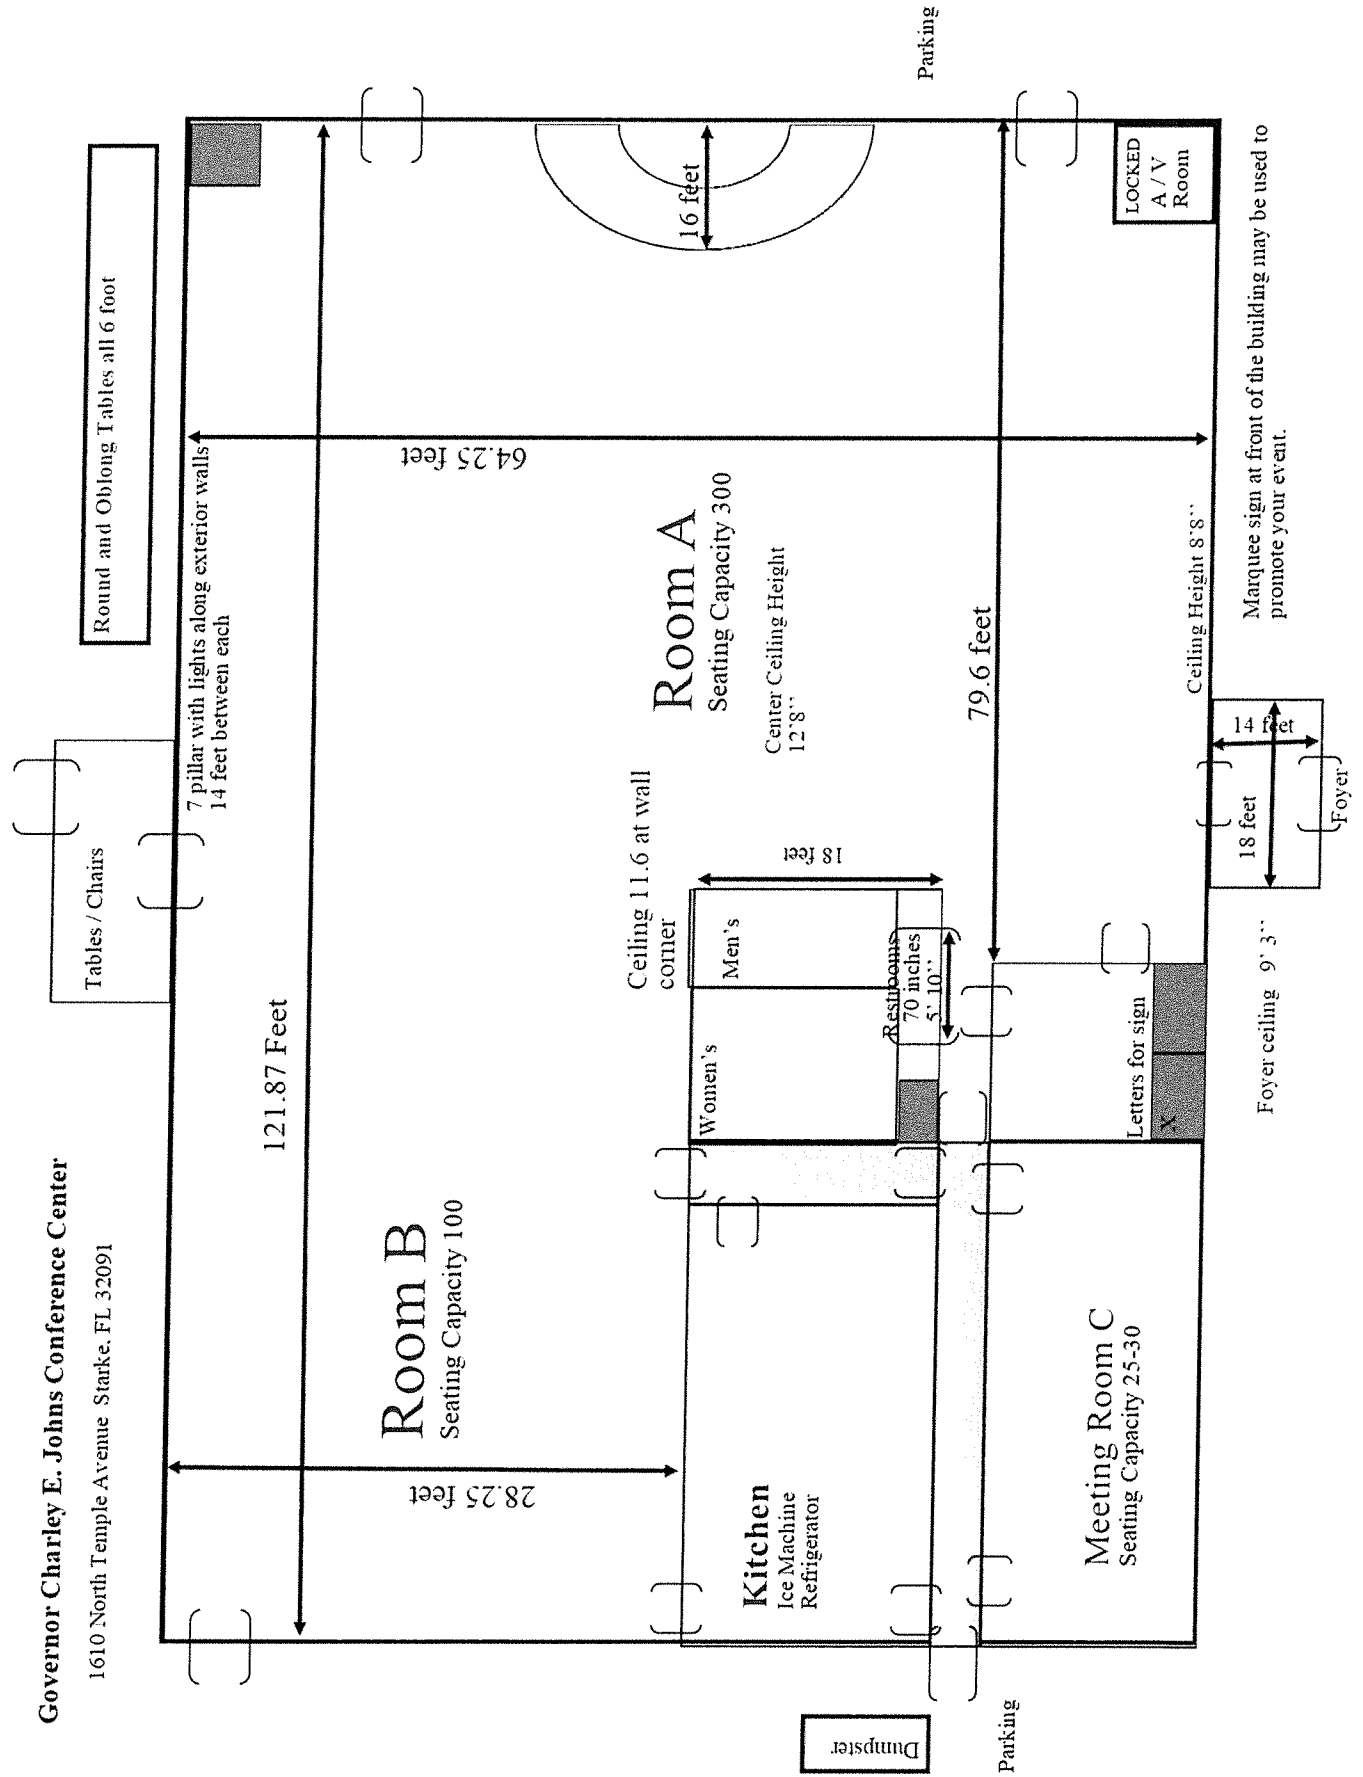 Governor Charley E. Johns Conference Center
1610 North Temple Avenue Starke, FL 32091
Round and Oblong Tables all 6 foot
Tables / Chairs
7 pillar with lights along exterior walls
14 feet between each
121.87 Feet
64.25 feet
28.25 feet
Room B
Seating Capacity 100
Room A
Seating Capacity 300
Center Ceiling Height
12`8``
16 feet
Ceiling 11.6 at wall
corner
18 feet
Women's
Men's
Restrooms
70 inches
5' 10``
79.6 feet
Kitchen
Ice Machine
Refrigerator
Meeting Room C
Seating Capacity 25-30
Letters for sign
X
LOCKED
A / V
Room
Ceiling Height 8`8``
14 feet
18 feet
Foyer
Foyer ceiling 9' 3``
Marquee sign at front of the building may be used to
promote your event.
Parking
Parking
Dumpster